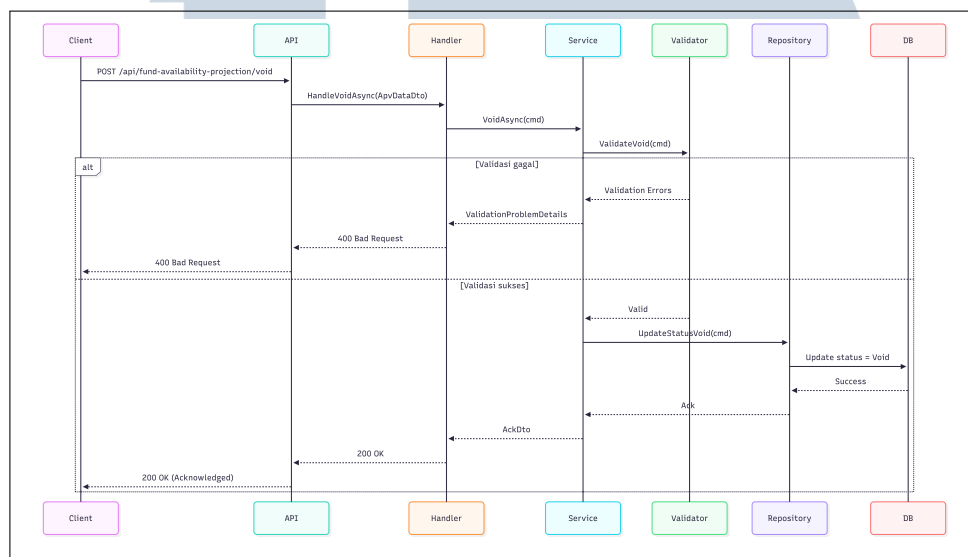 Client API Handler Service Validator Repository DB
POST /api/fund-availability-projection/void
HandleVoidAsync(ApvDataDto)
VoidAsync(cmd)
ValidateVoid(cmd)
alt [Validasi gagal]
Validation Errors
ValidationProblemDetails
400 Bad Request
400 Bad Request
[Validasi sukses]
Valid
UpdateStatusVoid(cmd)
Update status = Void
Success
Ack
AckDto
200 OK
200 OK (Acknowledged)
Client API Handler Service Validator Repository DB